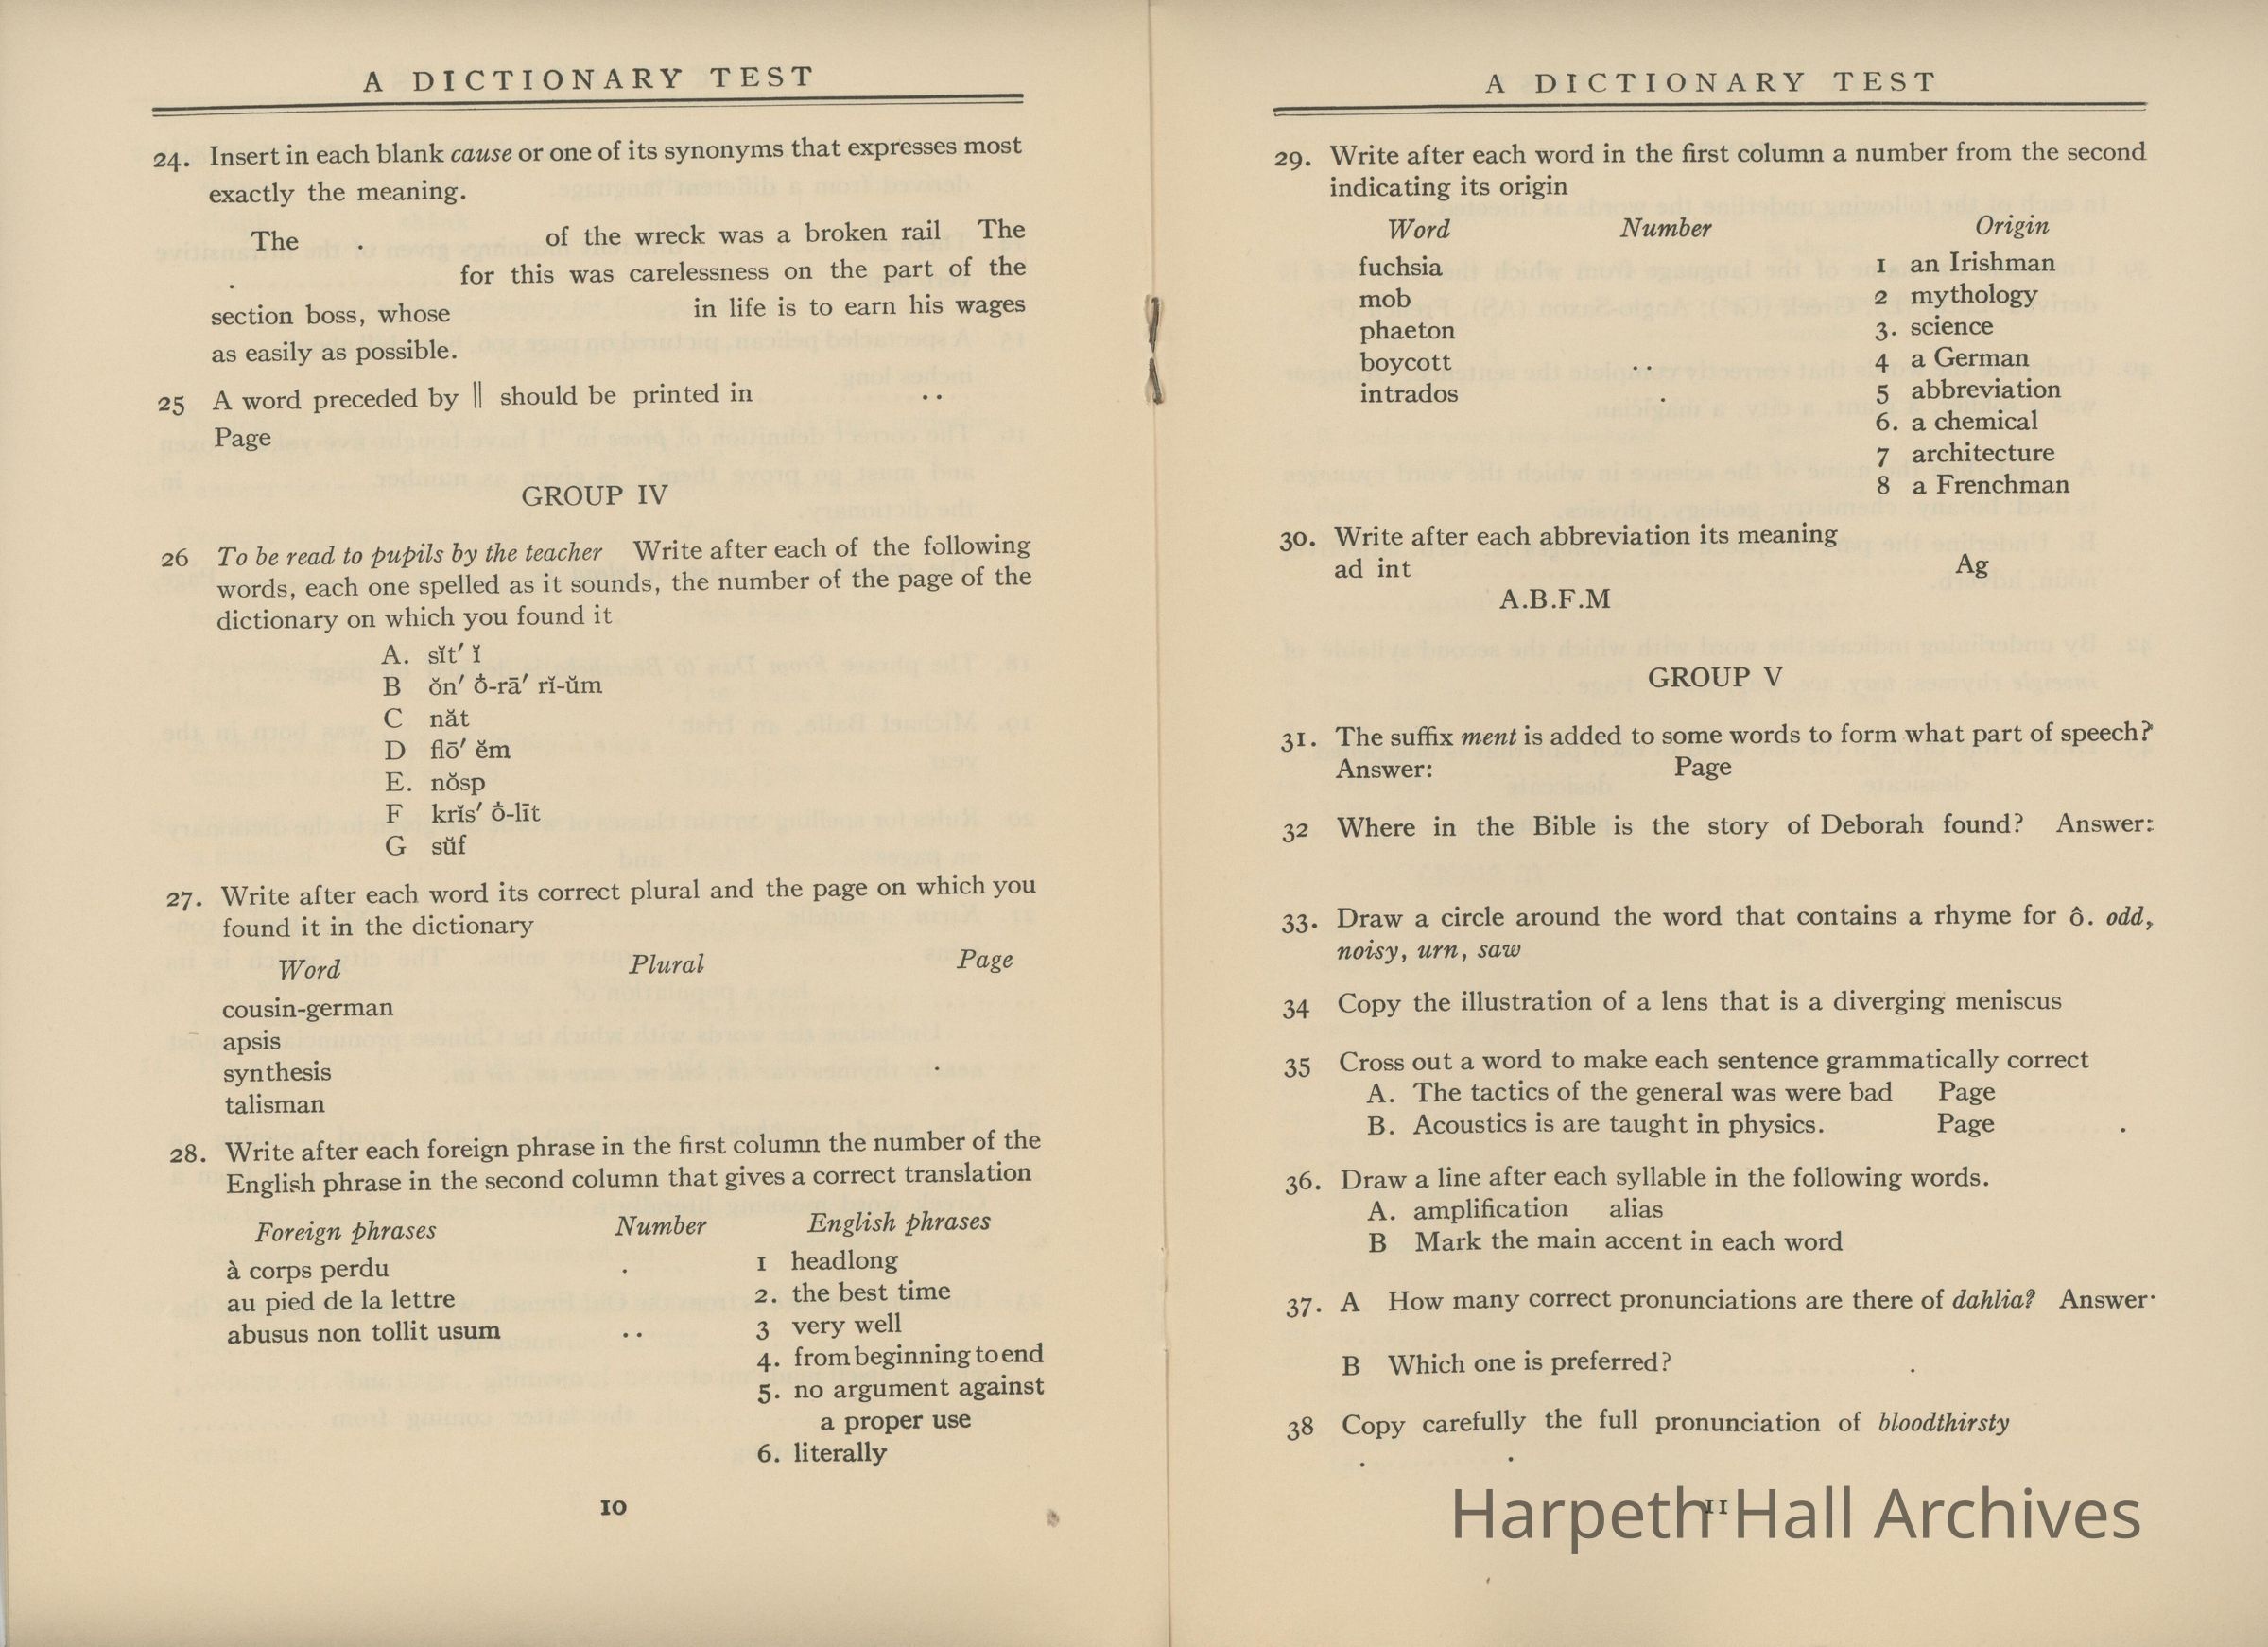 A DICTIONARY TEST
24. Insert in each blank cause or one of its synonyms that expresses most
exactly the meaning.
The . of the wreck was a broken rail The
. for this was carelessness on the part of the
section boss, whose in life is to earn his wages
as easily as possible.
25 A word preceded by || should be printed in ..
Page
GROUP IV
26 To be read to pupils by the teacher Write after each of the following
words, each one spelled as it sounds, the number of the page of the
dictionary on which you found it
A. sĭt′ ĭ
B ŏn′ ȯ̂-rā′ rĭ-ŭm
C năt
D flō′ ĕm
E. nŏsp
F krĭs′ ȯ̂-līt
G sŭf
27. Write after each word its correct plural and the page on which you
found it in the dictionary
Word Plural Page
cousin-german
apsis
synthesis .
talisman
28. Write after each foreign phrase in the first column the number of the
English phrase in the second column that gives a correct translation
Foreign phrases Number English phrases
à corps perdu . 1 headlong
au pied de la lettre 2. the best time
abusus non tollit usum .. 3 very well
4. from beginning to end
5. no argument against
a proper use
6. literally
10
A DICTIONARY TEST
29. Write after each word in the first column a number from the second
indicating its origin
Word Number Origin
fuchsia 1 an Irishman
mob 2 mythology
phaeton 3. science
boycott .. 4 a German
intrados . 5 abbreviation
6. a chemical
7 architecture
8 a Frenchman
30. Write after each abbreviation its meaning
ad int Ag
A.B.F.M
GROUP V
31. The suffix ment is added to some words to form what part of speech?
Answer: Page
32 Where in the Bible is the story of Deborah found? Answer:
33. Draw a circle around the word that contains a rhyme for ô. odd,
noisy, urn, saw
34 Copy the illustration of a lens that is a diverging meniscus
35 Cross out a word to make each sentence grammatically correct
A. The tactics of the general was were bad Page
B. Acoustics is are taught in physics. Page .
36. Draw a line after each syllable in the following words.
A. amplification alias
B Mark the main accent in each word
37. A How many correct pronunciations are there of dahlia? Answer·
B Which one is preferred? .
38 Copy carefully the full pronunciation of bloodthirsty
. .
11
Harpeth Hall Archives